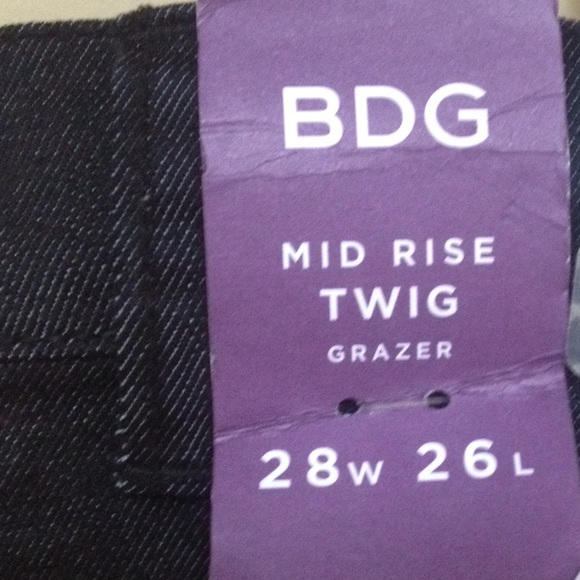 BDG
MID RISE
TWIG
GRAZER
28W 26L